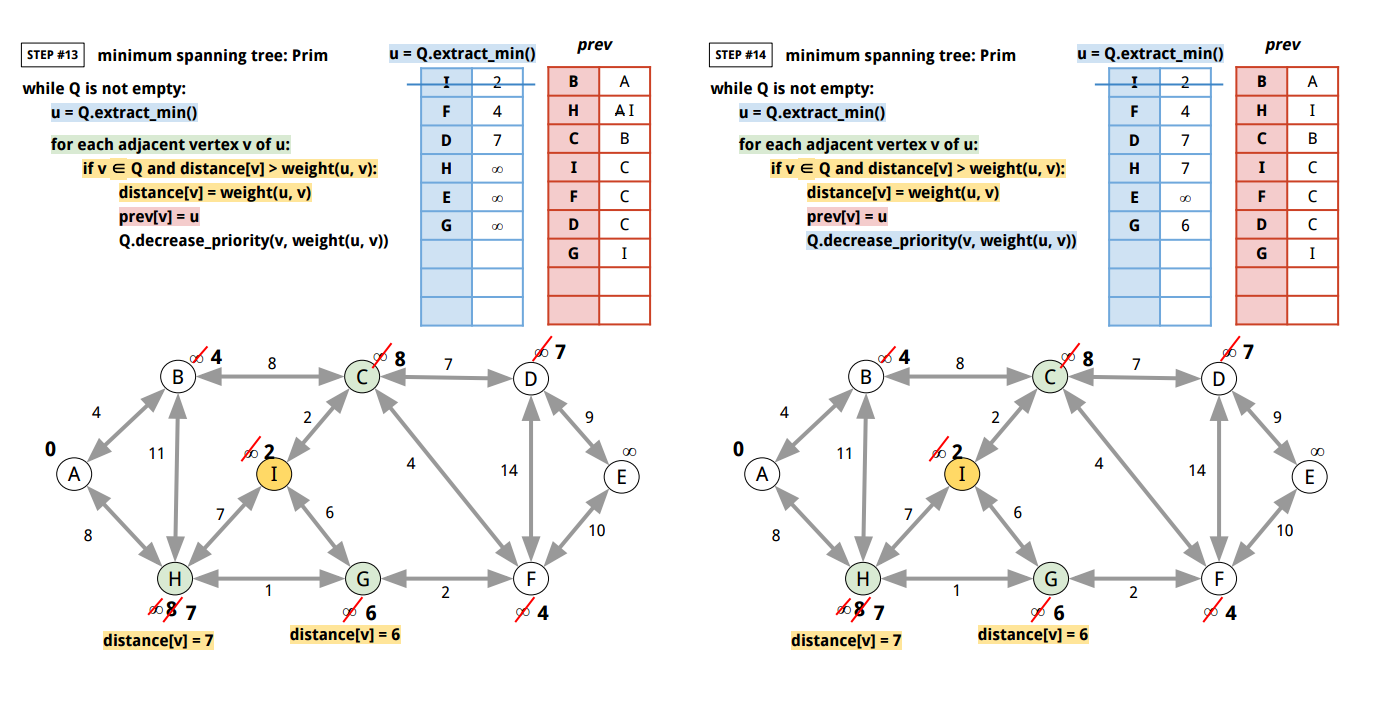 STEP #13 minimum spanning tree: Prim
u = Q.extract_min()
prev
while Q is not empty:
u = Q.extract_min()
for each adjacent vertex v of u:
if v ∈ Q and distance[v] > weight(u, v):
distance[v] = weight(u, v)
prev[v] = u
Q.decrease_priority(v, weight(u, v))
I 2
F 4
D 7
H ∞
E ∞
G ∞
B A
H A I
C B
I C
F C
D C
G I
∞ 4
∞ 8
∞ 7
B 8 C 7 D
4 2 9
0 11 ∞ 2 4 14 ∞
A I E
8 7 6 10
H 1 G 2 F
∞ 8 7
∞ 6
∞ 4
distance[v] = 7
distance[v] = 6
STEP #14 minimum spanning tree: Prim
u = Q.extract_min()
prev
while Q is not empty:
u = Q.extract_min()
for each adjacent vertex v of u:
if v ∈ Q and distance[v] > weight(u, v):
distance[v] = weight(u, v)
prev[v] = u
Q.decrease_priority(v, weight(u, v))
I 2
F 4
D 7
H 7
E ∞
G 6
B A
H I
C B
I C
F C
D C
G I
∞ 4
∞ 8
∞ 7
B 8 C 7 D
4 2 9
0 11 ∞ 2 4 14 ∞
A I E
8 7 6 10
H 1 G 2 F
∞ 8 7
∞ 6
∞ 4
distance[v] = 7
distance[v] = 6